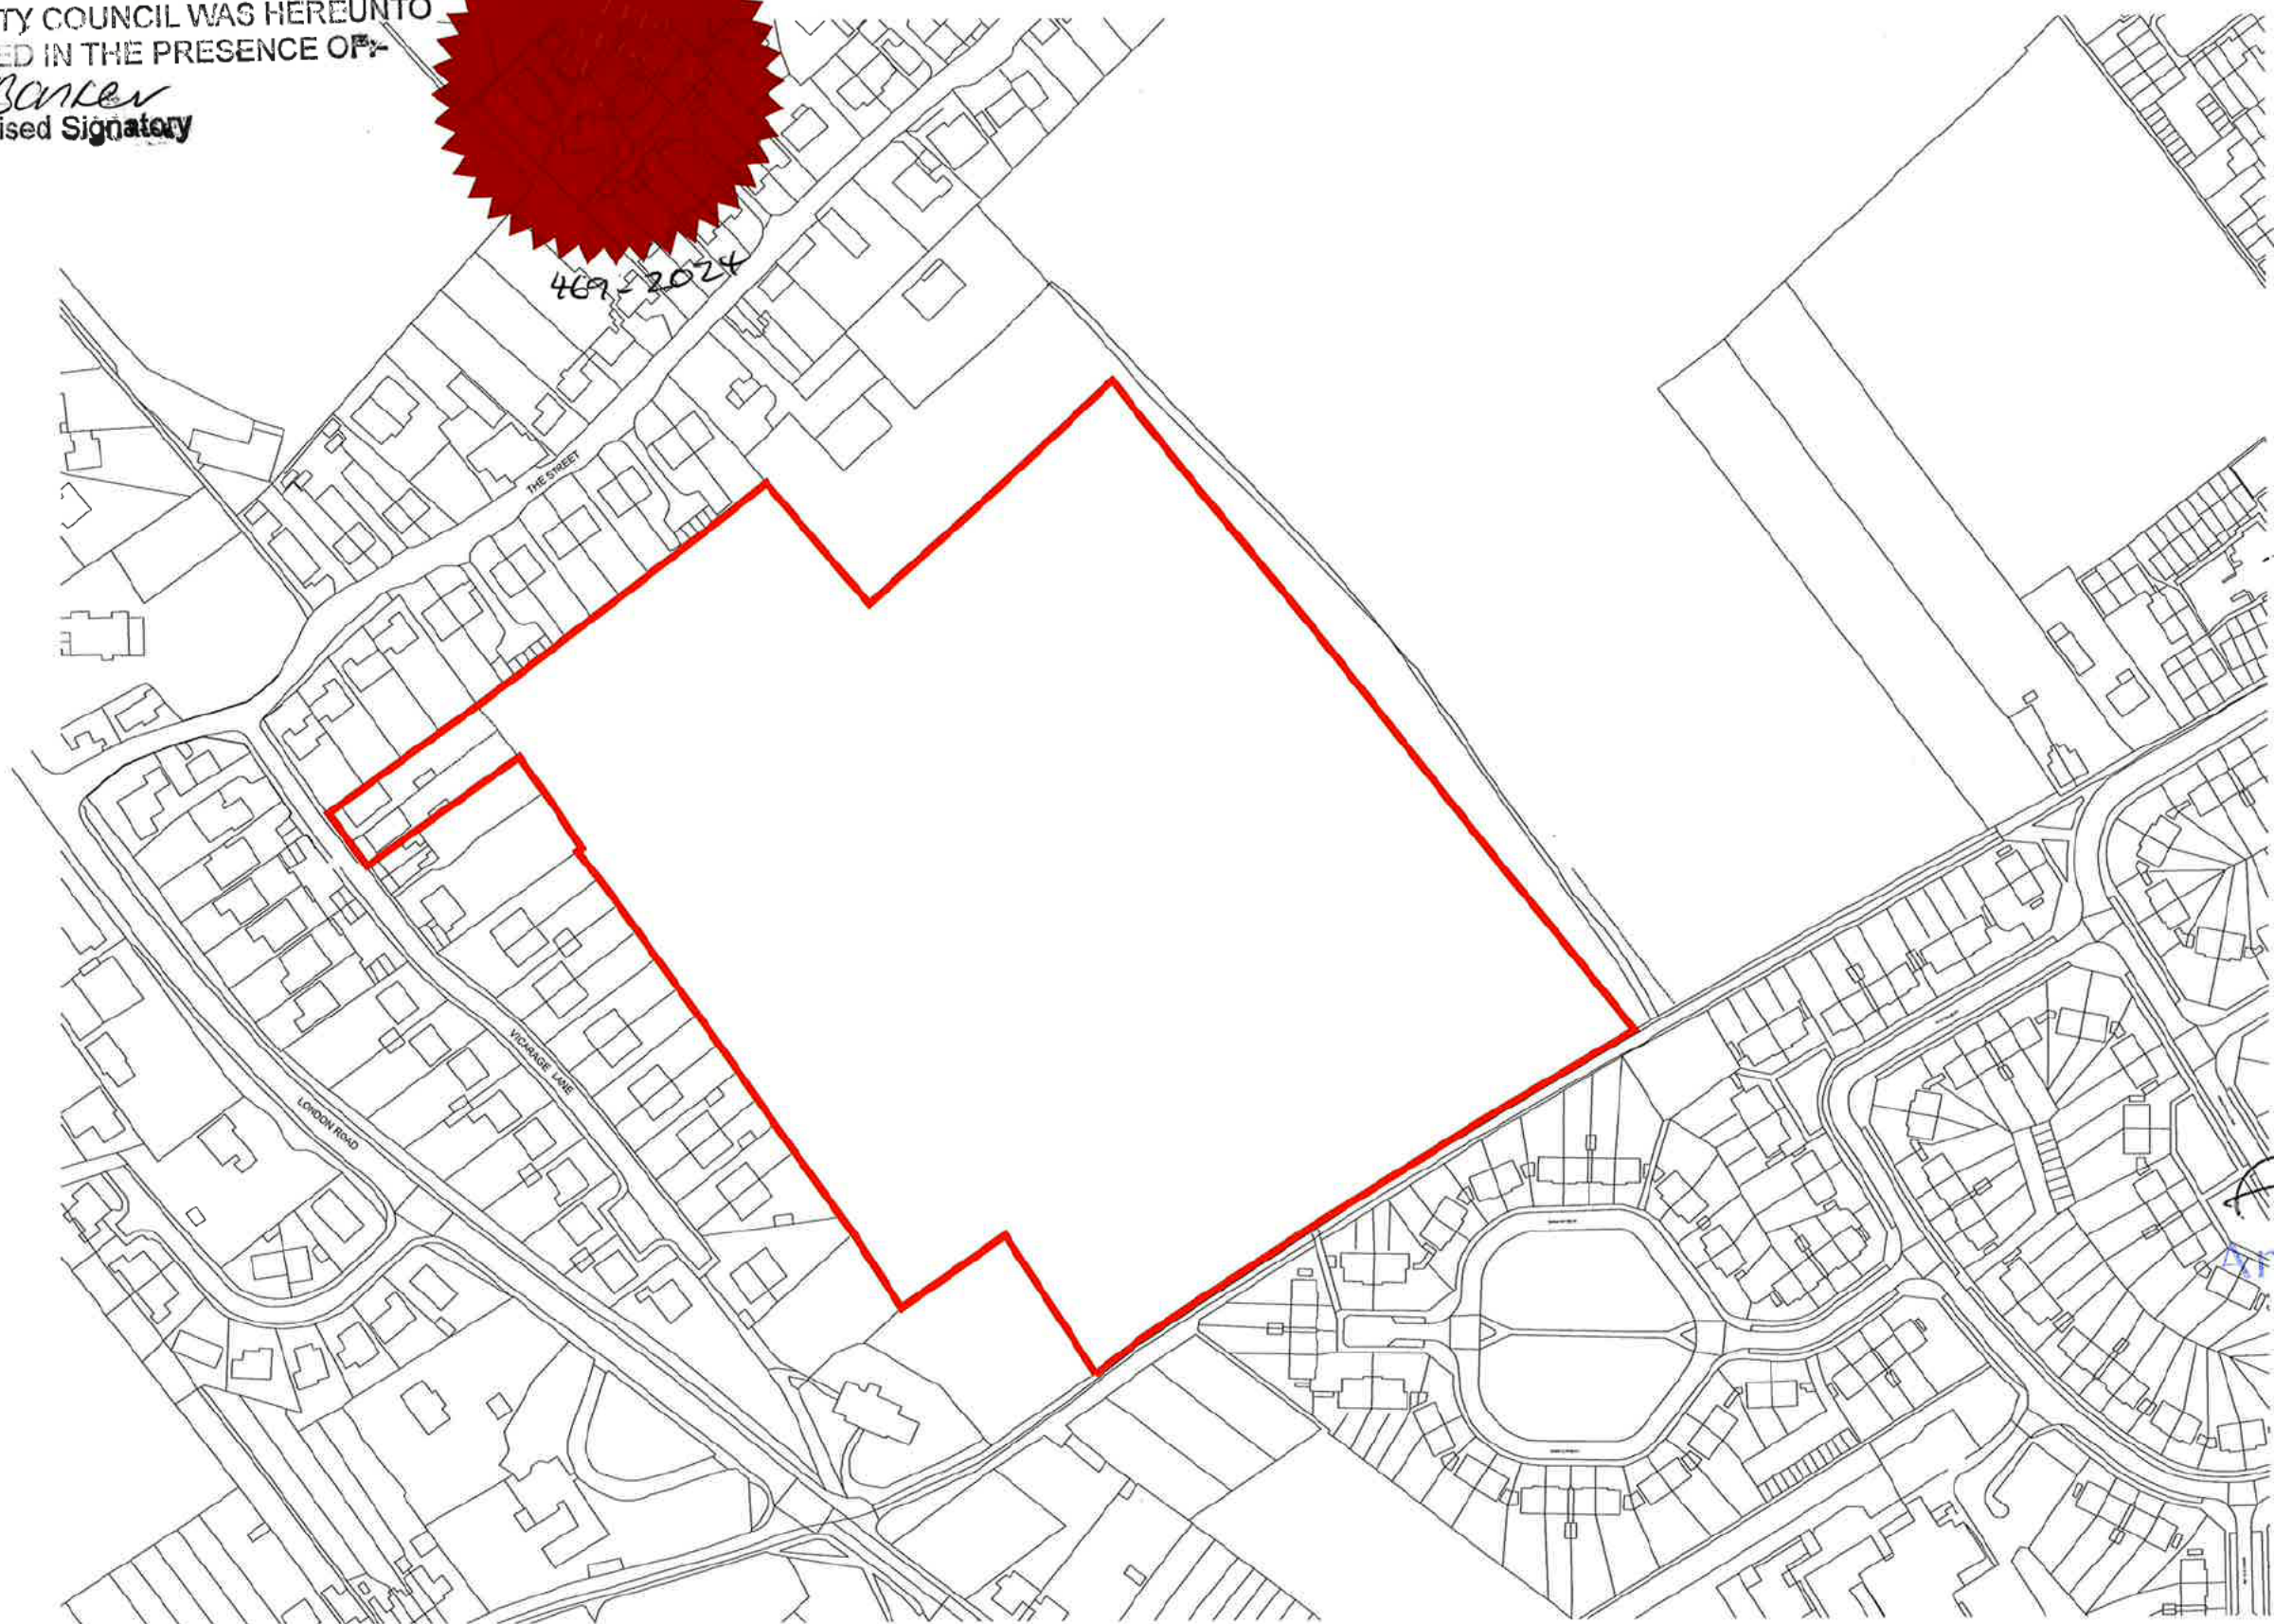 TY COUNCIL WAS HEREUNTO
ED IN THE PRESENCE OF:-
ised Signatory
469-2024
THE STREET
VICARAGE LANE
LONDON ROAD